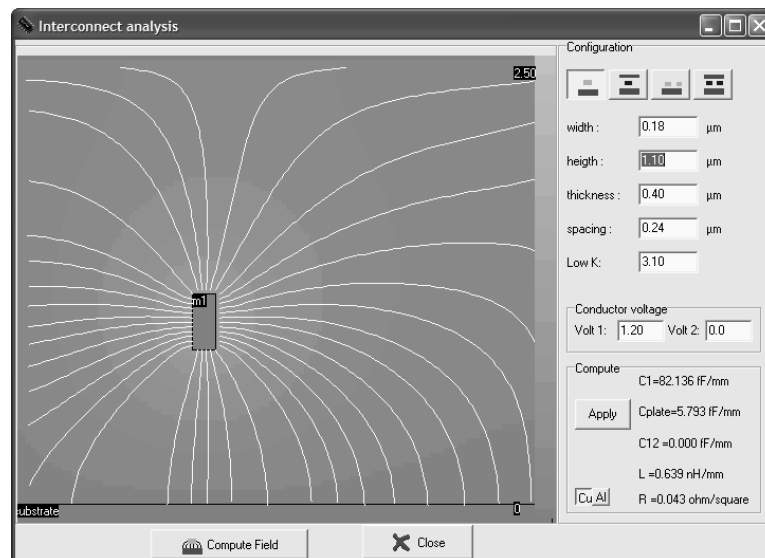 Interconnect analysis
2.50
m1
substrate
0
Configuration
width : 0.18 μm
heigth : 1.10 μm
thickness : 0.40 μm
spacing : 0.24 μm
Low K: 3.10
Conductor voltage
Volt 1: 1.20 Volt 2: 0.0
Compute
C1=82.136 fF/mm
Apply
Cplate=5.793 fF/mm
C12 =0.000 fF/mm
L =0.639 nH/mm
Cu Al
R =0.043 ohm/square
Compute Field
Close